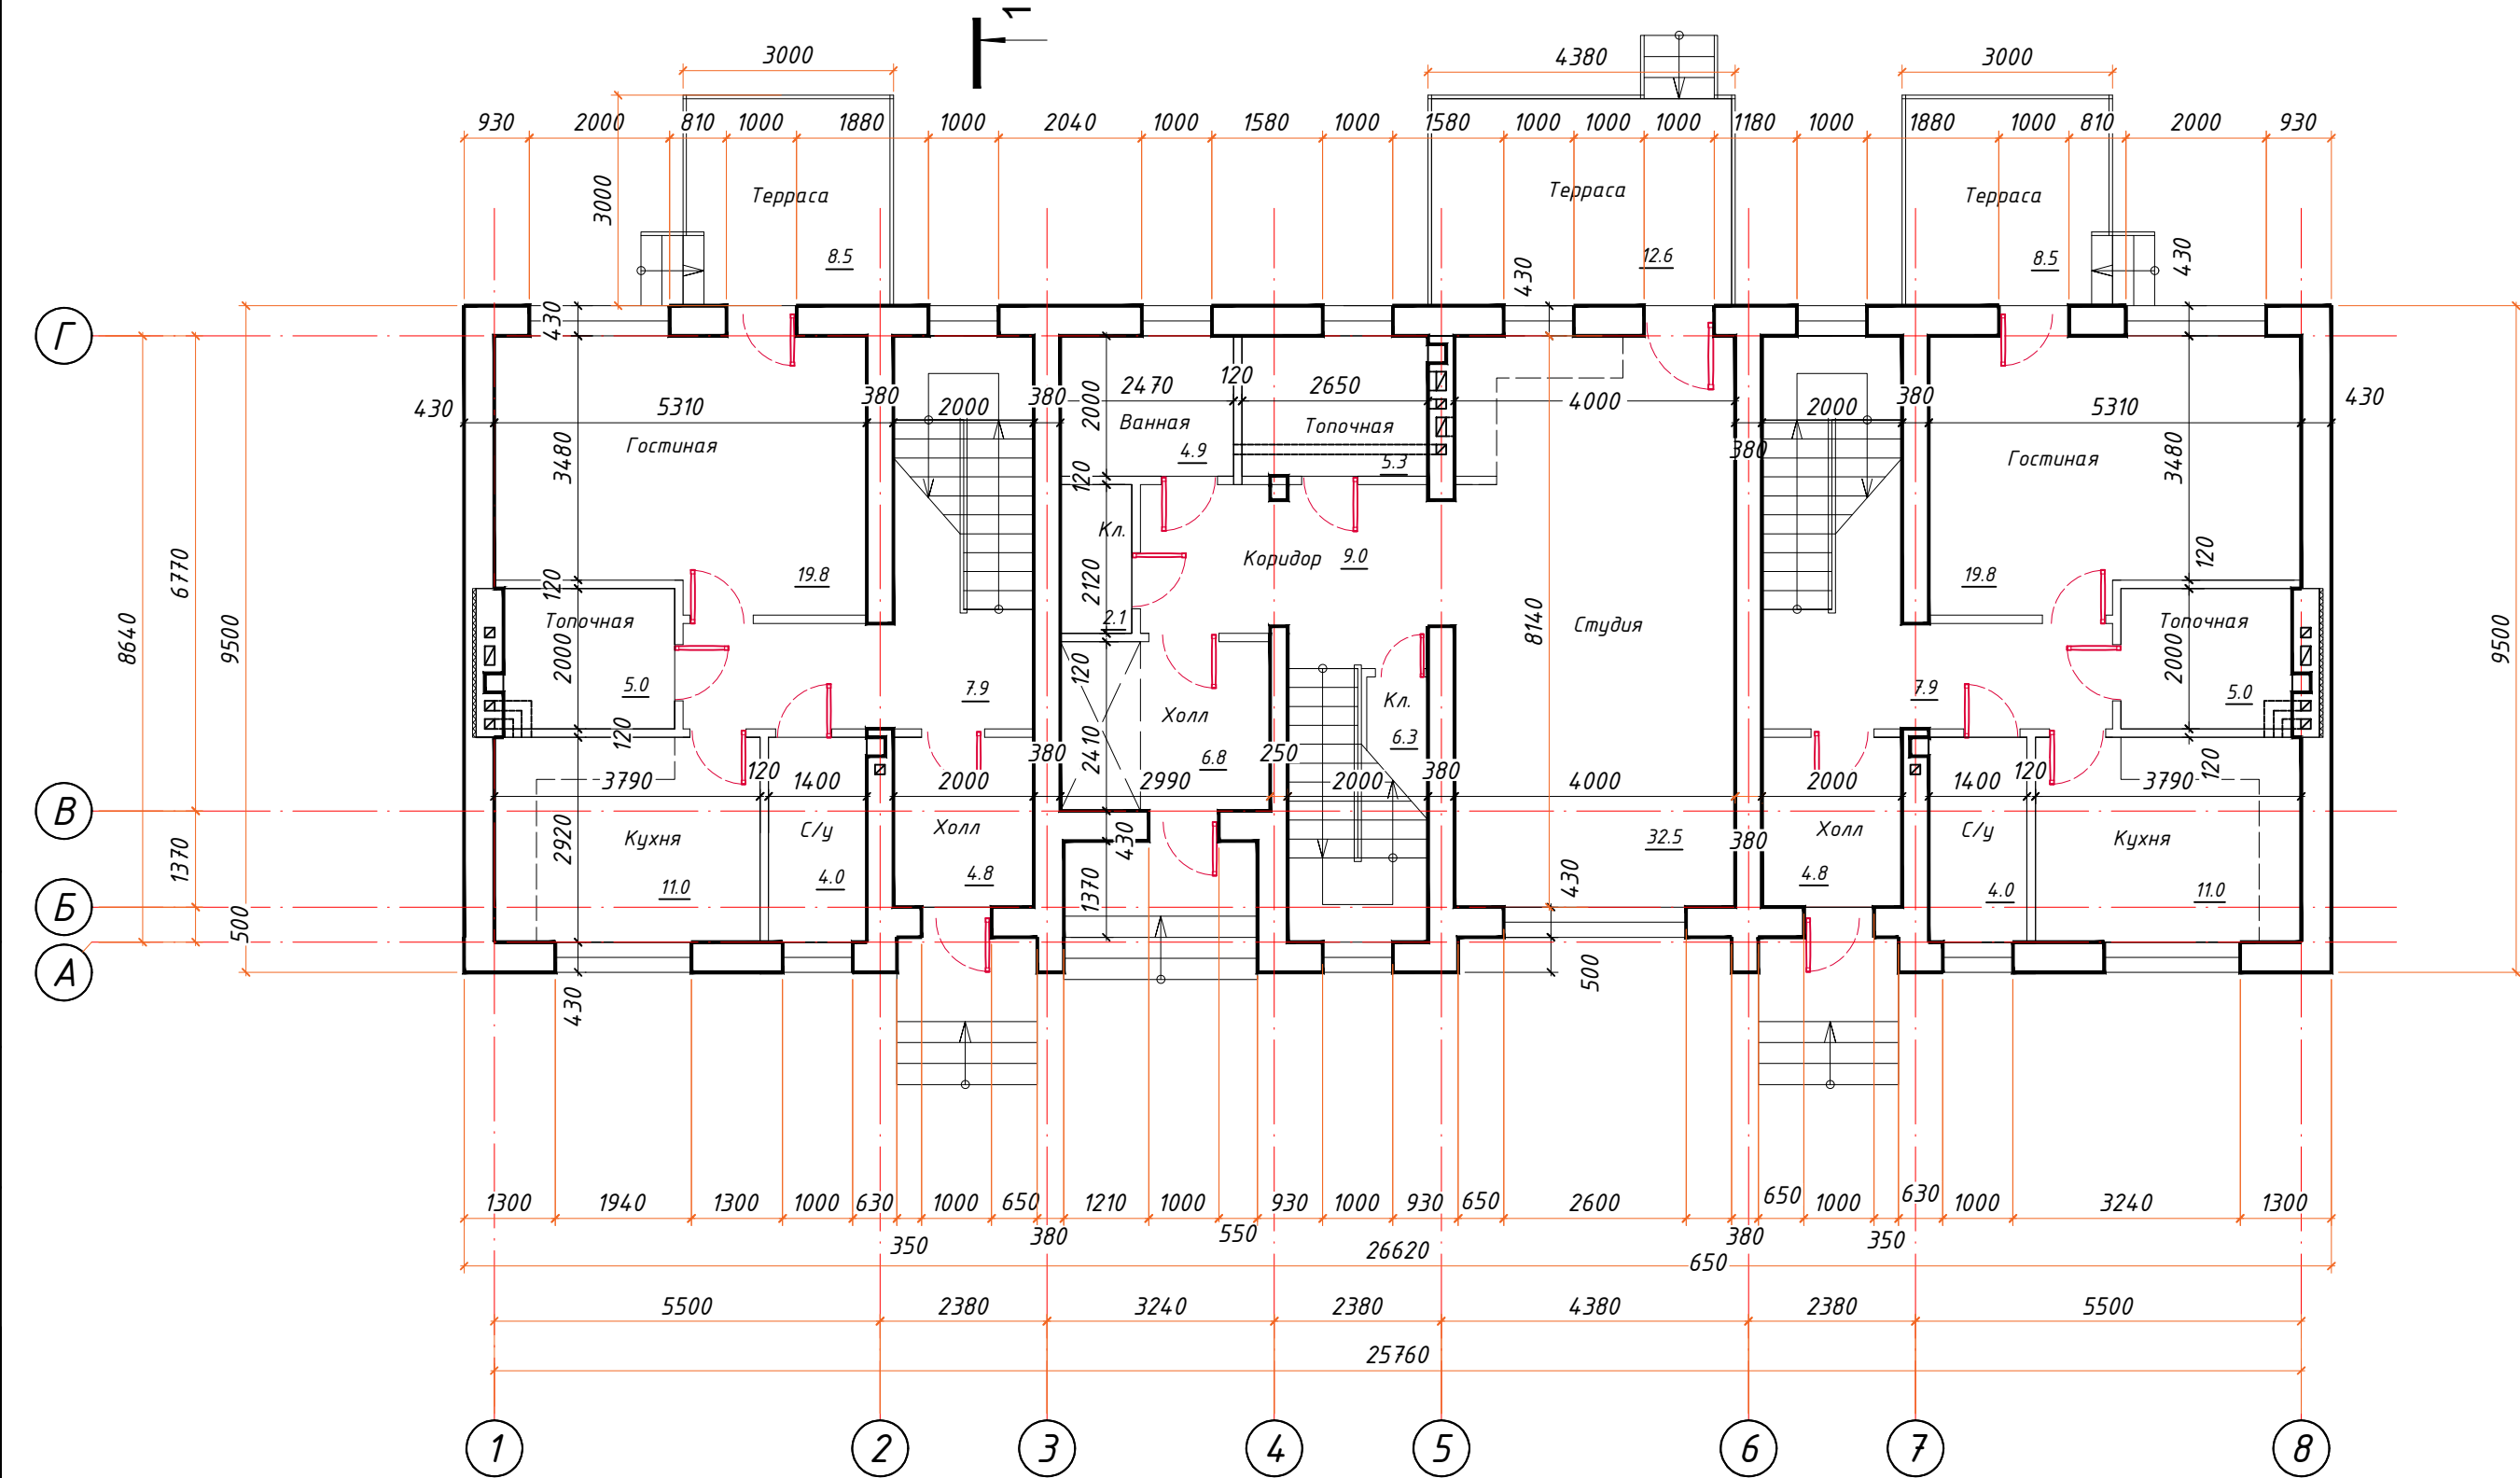 1
3000 4380 3000
930 2000 810 1000 1880 1000 2040 1000 1580 1000 1580 1000 1000 1000 1180 1000 1880 1000 810 2000 930
3000
Терраса Терраса Терраса
8.5 12.6 8.5
430 430
Г
430
2470 120 2650
430 5310 380 2000 380 2000 4000 2000 380 5310 430
Ванная Топочная
Гостиная Гостиная
3480 4.9 5.3 380 3480
120
Кл.
Коридор 9.0
120 19.8 2120 19.8 120
6770
8640
9500
9500
Топочная 2.1 8140 Студия Топочная
2000 5.0 120 7.9 7.9 2000 5.0
Кл.
Холл
120 6.3 120
380 2410 6.8 250 380
3790 120 1400 2000 2990 2000 4000 2000 1400 120 3790
В
Кухня С/у Холл 430 32.5 380 Холл С/у Кухня
2920
1370
11.0 4.0 4.8 1370 430 4.8 4.0 11.0
Б
500
А
430 500
1300 1940 1300 1000 630 1000 650 1210 1000 930 1000 930 650 2600 650 1000 630 1000 3240 1300
350 380 550 380 350
26620 650
5500 2380 3240 2380 4380 2380 5500
25760
1 2 3 4 5 6 7 8